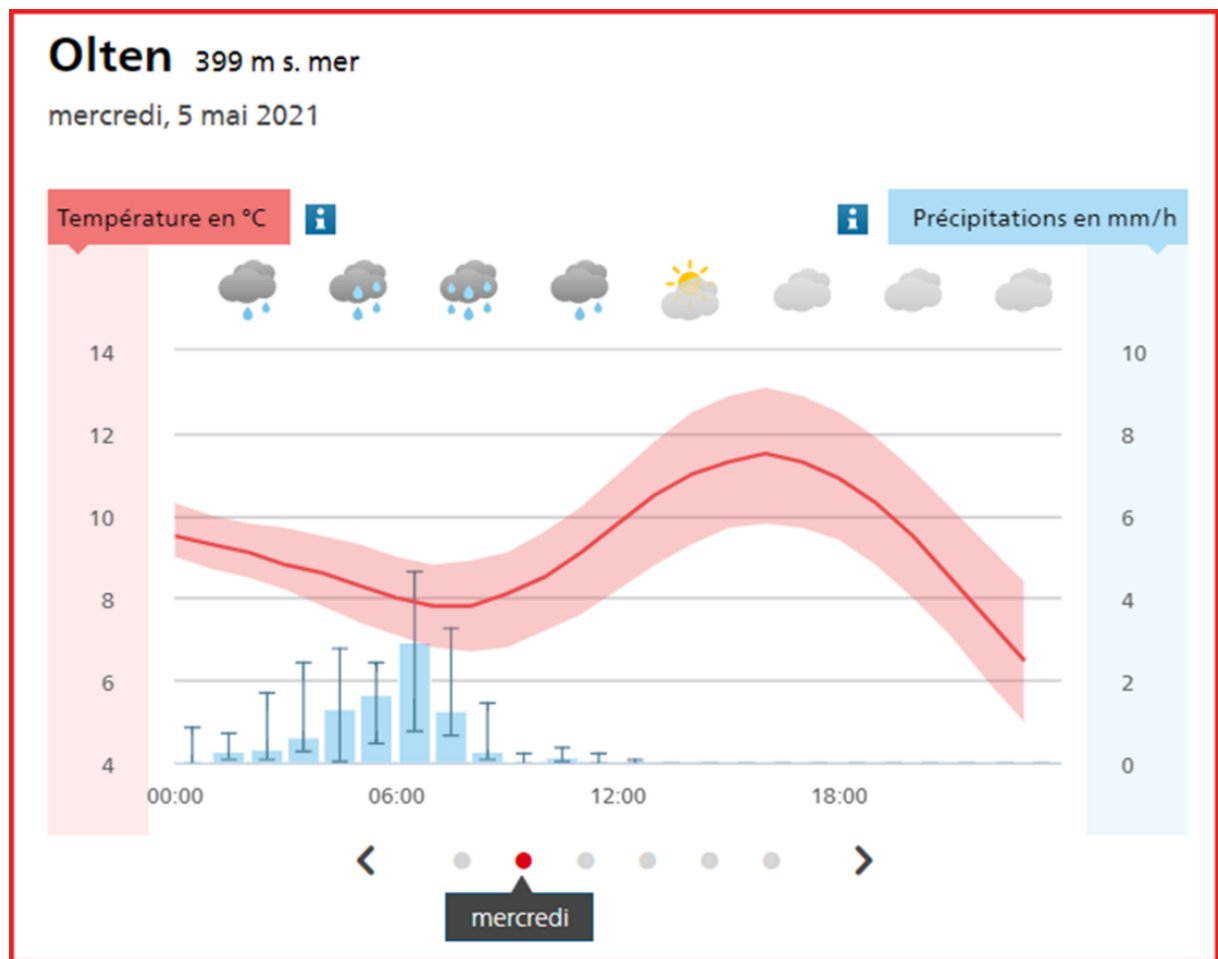 Olten 399 m s. mer
mercredi, 5 mai 2021
Température en °C i i Précipitations en mm/h
14 10
12 8
10 6
8 4
6 2
4 0
00:00 06:00 12:00 18:00
mercredi